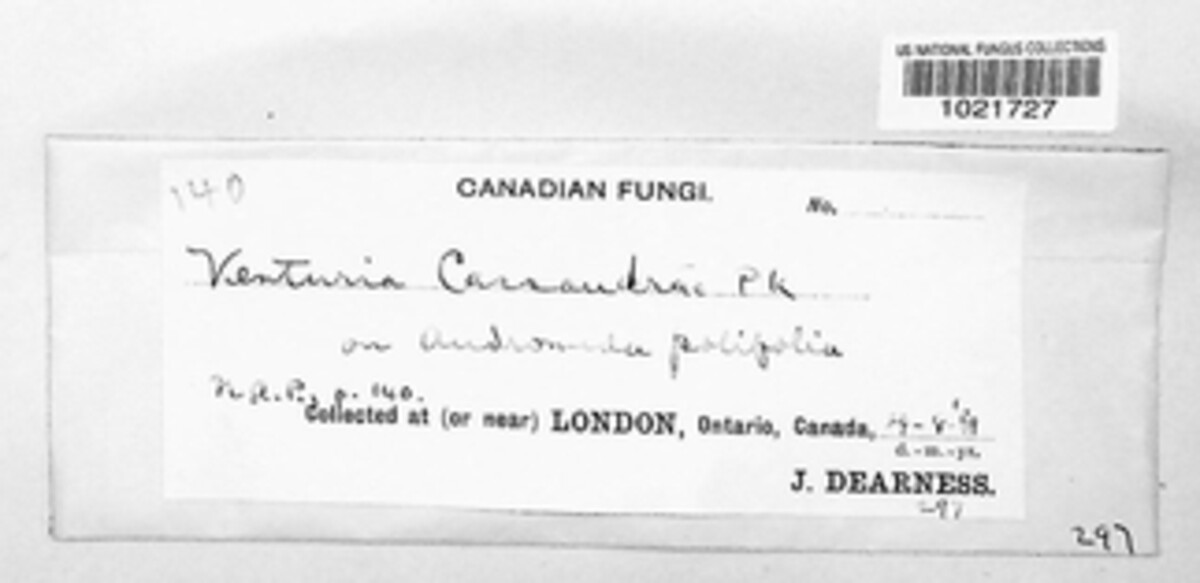 US NATIONAL FUNGUS COLLECTIONS
1021727
140
CANADIAN FUNGI.
No.
Venturia Cassandrae Pk
on Andromeda polifolia
N.A.P., p. 140.
Collected at (or near) LONDON, Ontario, Canada,
d.-m.-yr.
J. DEARNESS.
297
297